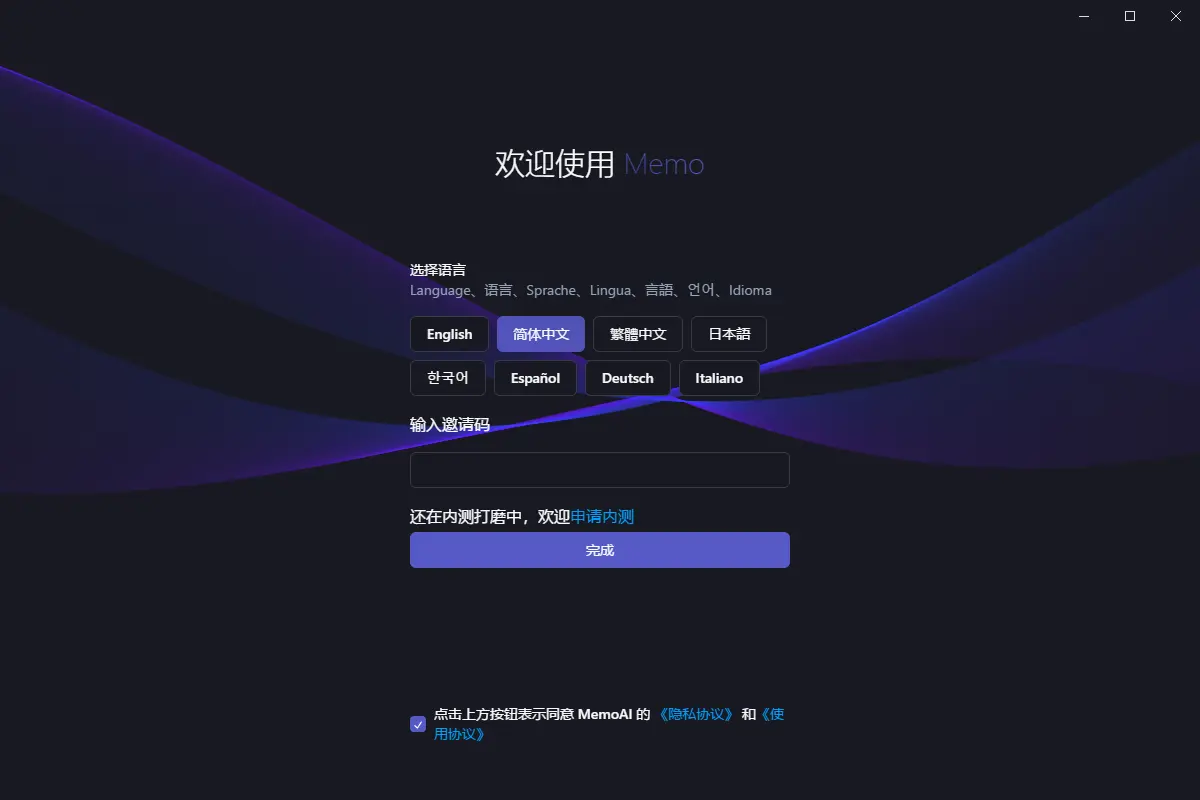 欢迎使用 Memo
选择语言
Language、语言、Sprache、Lingua、言語、언어、Idioma
English 简体中文 繁體中文 日本語
한국어 Español Deutsch Italiano
输入邀请码
还在内测打磨中，欢迎申请内测
完成
点击上方按钮表示同意 MemoAI 的 《隐私协议》 和《使
用协议》